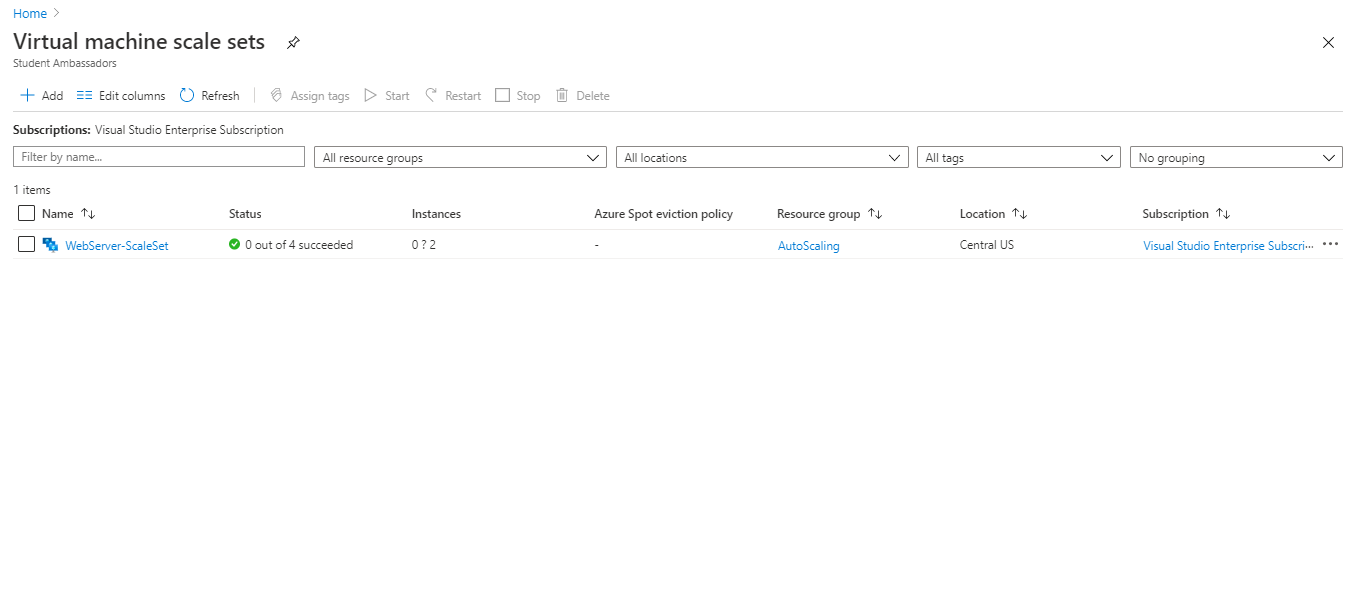 Home
Virtual machine scale sets
Student Ambassadors
Add Edit columns Refresh Assign tags Start Restart Stop Delete
Subscriptions: Visual Studio Enterprise Subscription
Filter by name... All resource groups All locations All tags No grouping
1 items
Name Status Instances Azure Spot eviction policy Resource group Location Subscription
WebServer-ScaleSet 0 out of 4 succeeded 0 ? 2 - AutoScaling Central US Visual Studio Enterprise Subscri...